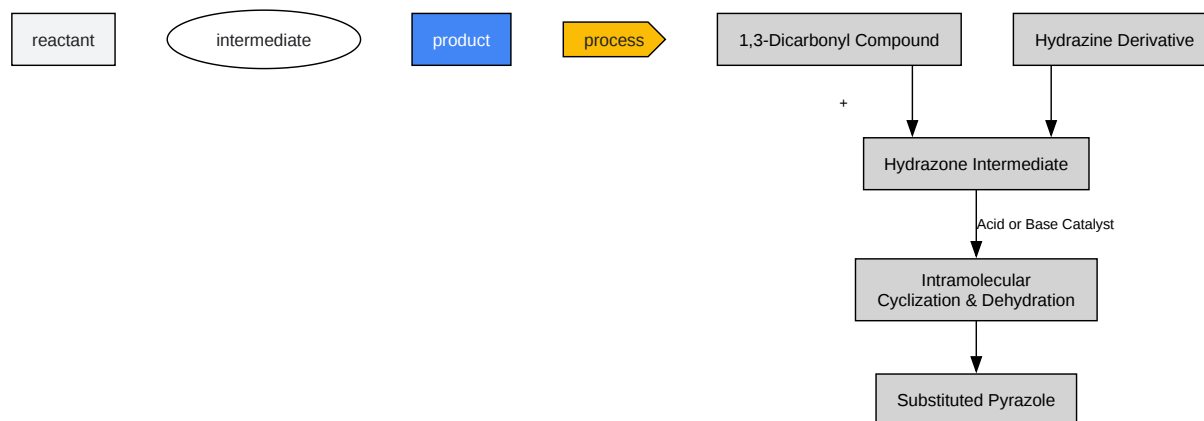 reactant
intermediate
product
process
1,3-Dicarbonyl Compound
Hydrazine Derivative
+
Hydrazone Intermediate
Acid or Base Catalyst
Intramolecular
Cyclization & Dehydration
Substituted Pyrazole